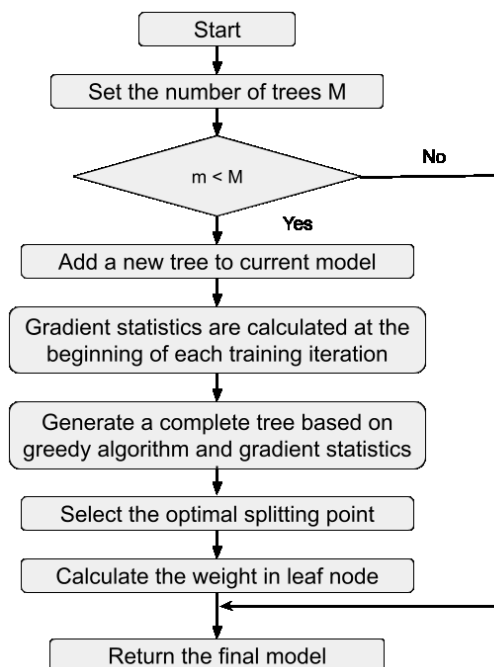 Start
Set the number of trees M
m < M
No
Yes
Add a new tree to current model
Gradient statistics are calculated at the
beginning of each training iteration
Generate a complete tree based on
greedy algorithm and gradient statistics
Select the optimal splitting point
Calculate the weight in leaf node
Return the final model